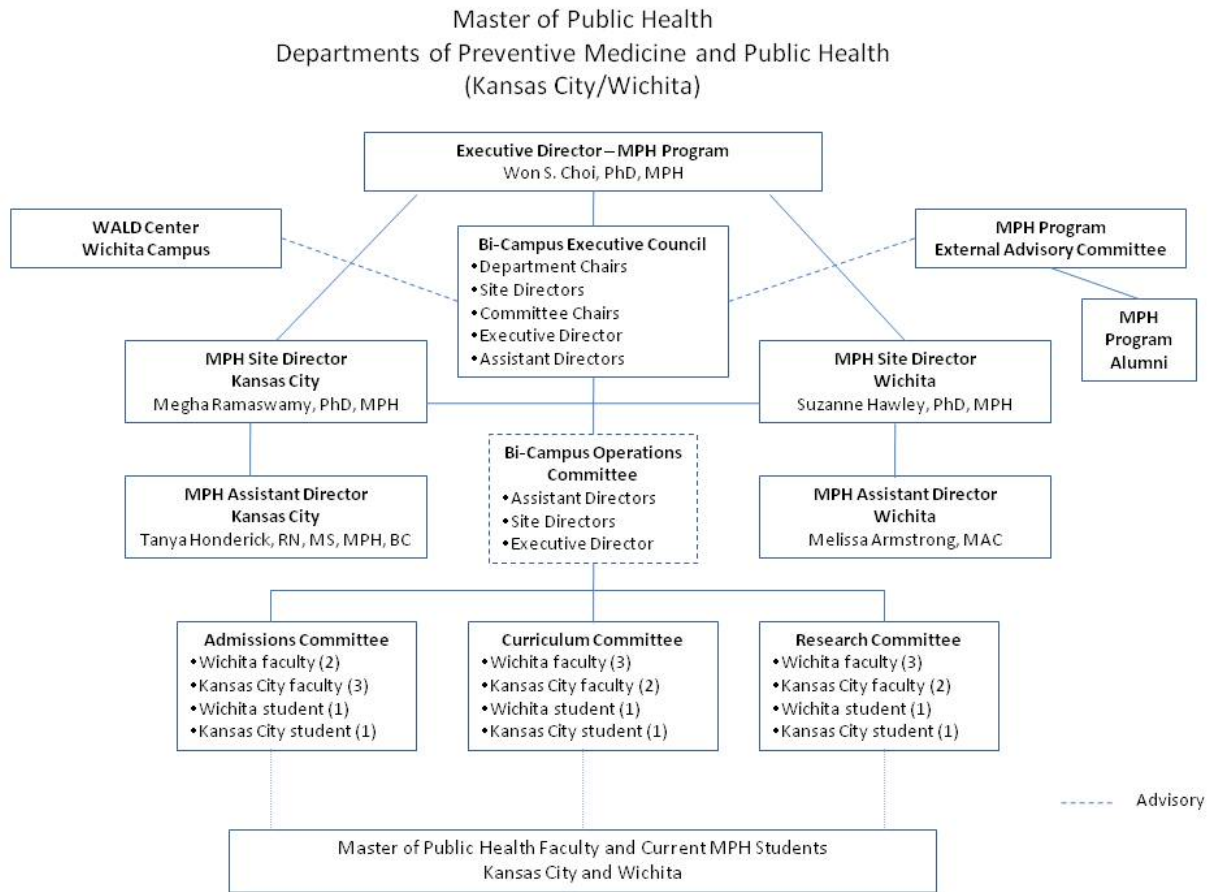 Master of Public Health
Departments of Preventive Medicine and Public Health
(Kansas City/Wichita)
Executive Director – MPH Program
Won S. Choi, PhD, MPH
WALD Center
Wichita Campus
Bi-Campus Executive Council
•Department Chairs
•Site Directors
•Committee Chairs
•Executive Director
•Assistant Directors
MPH Program
External Advisory Committee
MPH
Program
Alumni
MPH Site Director
Kansas City
Megha Ramaswamy, PhD, MPH
MPH Site Director
Wichita
Suzanne Hawley, PhD, MPH
Bi-Campus Operations
Committee
•Assistant Directors
•Site Directors
•Executive Director
MPH Assistant Director
Kansas City
Tanya Honderick, RN, MS, MPH, BC
MPH Assistant Director
Wichita
Melissa Armstrong, MAC
Admissions Committee
•Wichita faculty (2)
•Kansas City faculty (3)
•Wichita student (1)
•Kansas City student (1)
Curriculum Committee
•Wichita faculty (3)
•Kansas City faculty (2)
•Wichita student (1)
•Kansas City student (1)
Research Committee
•Wichita faculty (3)
•Kansas City faculty (2)
•Wichita student (1)
•Kansas City student (1)
Advisory
Master of Public Health Faculty and Current MPH Students
Kansas City and Wichita